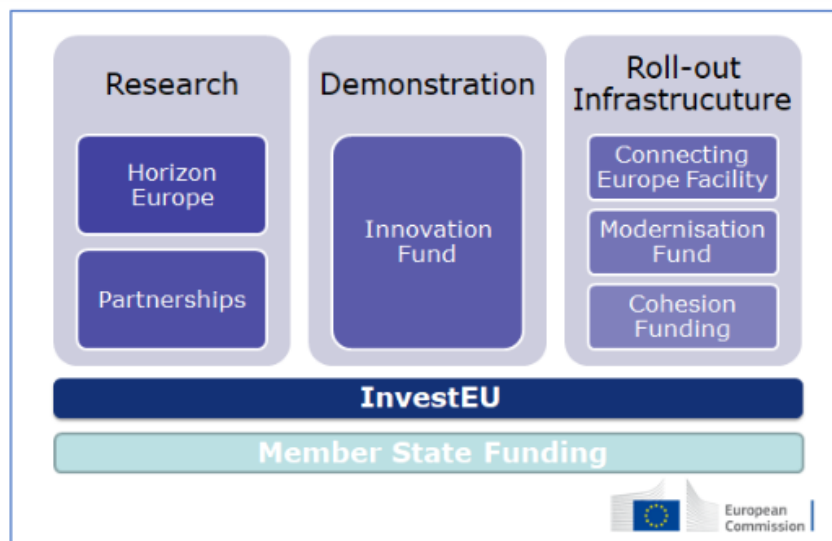 Research
Horizon
Europe
Partnerships
Demonstration
Innovation
Fund
Roll-out
Infrastrucuture
Connecting
Europe Facility
Modernisation
Fund
Cohesion
Funding
InvestEU
Member State Funding
European
Commission